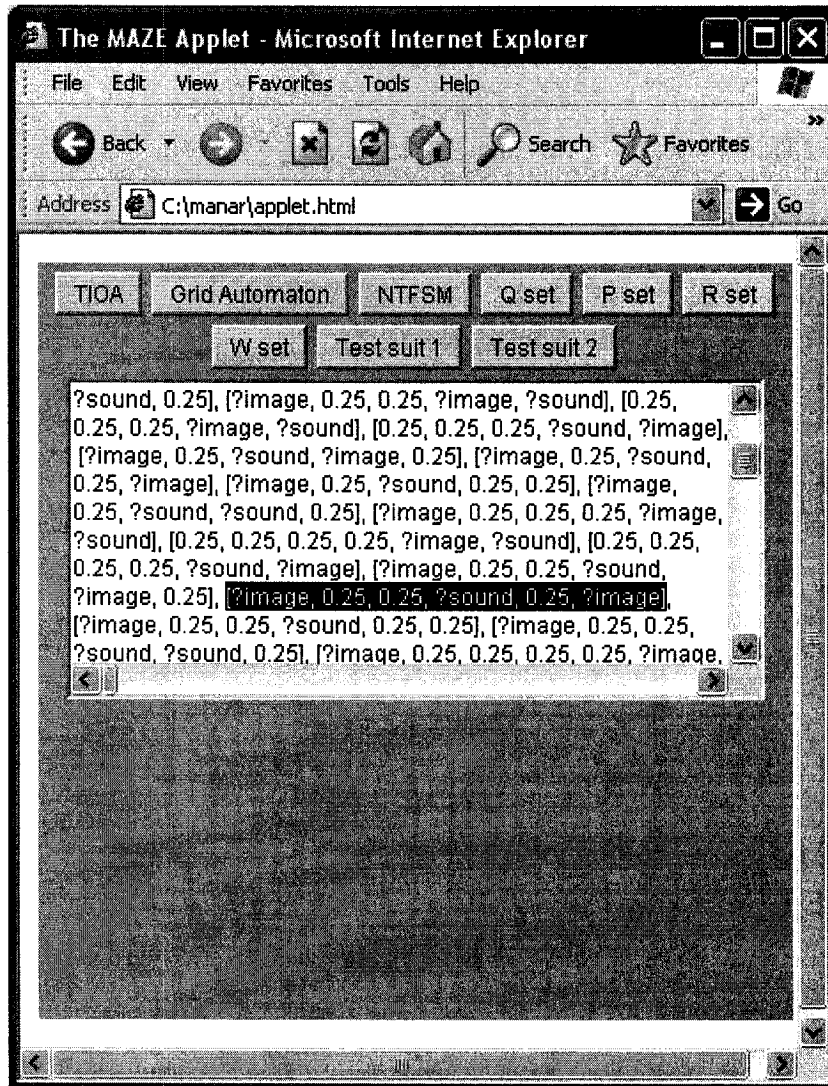 The MAZE Applet - Microsoft Internet Explorer
File Edit View Favorites Tools Help
Back Search Favorites »
Address C:\manar\applet.html Go
TIOA Grid Automaton NTFSM Q set P set R set
W set Test suit 1 Test suit 2
?sound, 0.25], [?image, 0.25, 0.25, ?image, ?sound], [0.25,
0.25, 0.25, ?image, ?sound], [0.25, 0.25, 0.25, ?sound, ?image],
[?image, 0.25, ?sound, ?image, 0.25], [?image, 0.25, ?sound,
0.25, ?image], [?image, 0.25, ?sound, 0.25, 0.25], [?image,
0.25, ?sound, ?sound, 0.25], [?image, 0.25, 0.25, 0.25, ?image,
?sound], [0.25, 0.25, 0.25, 0.25, ?image, ?sound], [0.25, 0.25,
0.25, 0.25, ?sound, ?image], [?image, 0.25, 0.25, ?sound,
?image, 0.25], [?image, 0.25, 0.25, ?sound, 0.25, ?image],
[?image, 0.25, 0.25, ?sound, 0.25, 0.25], [?image, 0.25, 0.25,
?sound, ?sound, 0.25], [?image, 0.25, 0.25, 0.25, 0.25, ?image,